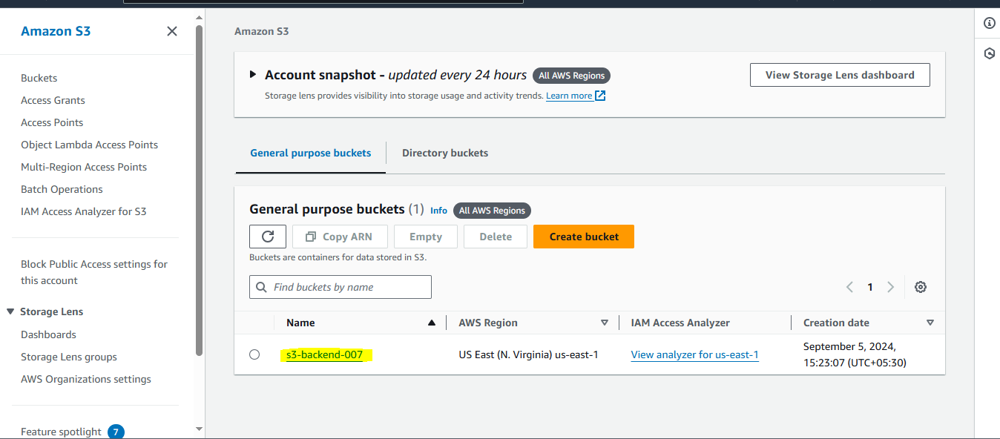 Amazon S3
Buckets
Access Grants
Access Points
Object Lambda Access Points
Multi-Region Access Points
Batch Operations
IAM Access Analyzer for S3
Block Public Access settings for
this account
Storage Lens
Dashboards
Storage Lens groups
AWS Organizations settings
Feature spotlight 7
Amazon S3
Account snapshot - updated every 24 hours All AWS Regions
View Storage Lens dashboard
Storage lens provides visibility into storage usage and activity trends. Learn more
General purpose buckets Directory buckets
General purpose buckets (1) Info All AWS Regions
Copy ARN Empty Delete Create bucket
Buckets are containers for data stored in S3.
Find buckets by name
1
Name AWS Region IAM Access Analyzer Creation date
s3-backend-007 US East (N. Virginia) us-east-1 View analyzer for us-east-1 September 5, 2024,
15:23:07 (UTC+05:30)